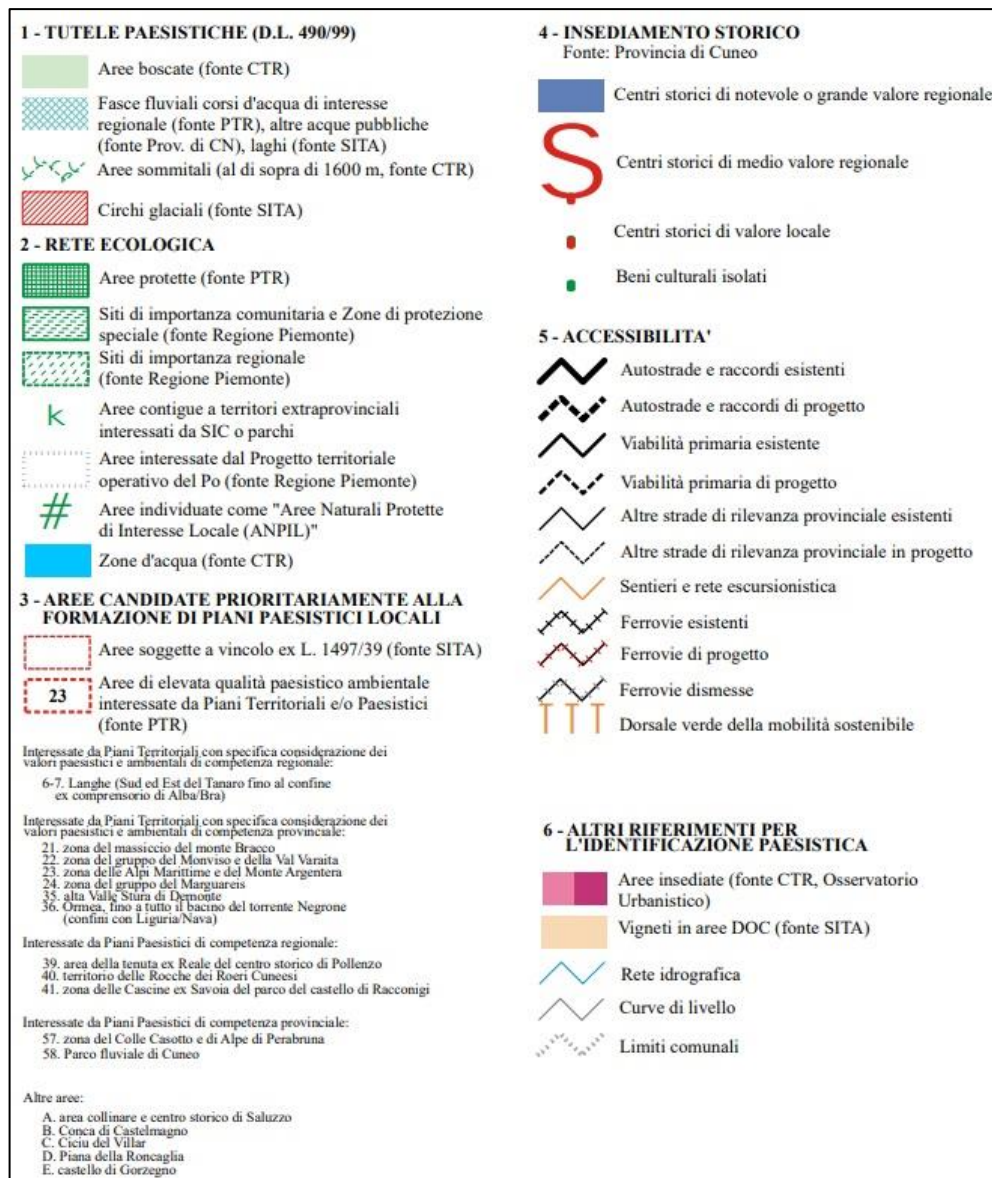 1 - TUTELE PAESISTICHE (D.L. 490/99)
Aree boscate (fonte CTR)
Fasce fluviali corsi d'acqua di interesse
regionale (fonte PTR), altre acque pubbliche
(fonte Prov. di CN), laghi (fonte SITA)
Aree sommitali (al di sopra di 1600 m, fonte CTR)
Circhi glaciali (fonte SITA)
2 - RETE ECOLOGICA
Aree protette (fonte PTR)
Siti di importanza comunitaria e Zone di protezione
speciale (fonte Regione Piemonte)
Siti di importanza regionale
(fonte Regione Piemonte)
k
Aree contigue a territori extraprovinciali
interessati da SIC o parchi
Aree interessate dal Progetto territoriale
operativo del Po (fonte Regione Piemonte)
#
Aree individuate come "Aree Naturali Protette
di Interesse Locale (ANPIL)"
Zone d'acqua (fonte CTR)
3 - AREE CANDIDATE PRIORITARIAMENTE ALLA
FORMAZIONE DI PIANI PAESISTICI LOCALI
Aree soggette a vincolo ex L. 1497/39 (fonte SITA)
23
Aree di elevata qualità paesistico ambientale
interessate da Piani Territoriali e/o Paesistici
(fonte PTR)
Interessate da Piani Territoriali con specifica considerazione dei
valori paesistici e ambientali di competenza regionale:
6-7. Langhe (Sud ed Est del Tanaro fino al confine
ex comprensorio di Alba/Bra)
Interessate da Piani Territoriali con specifica considerazione dei
valori paesistici e ambientali di competenza provinciale:
21. zona del massiccio del monte Bracco
22. zona del gruppo del Monviso e della Val Varaita
23. zona delle Alpi Marittime e del Monte Argentera
24. zona del gruppo del Marguareis
35. alta Valle Stura di Demonte
36. Ormea, fino a tutto il bacino del torrente Negrone
(confini con Liguria/Nava)
Interessate da Piani Paesistici di competenza regionale:
39. area della tenuta ex Reale del centro storico di Pollenzo
40. territorio delle Rocche dei Roeri Cuneesi
41. zona delle Cascine ex Savoia del parco del castello di Racconigi
Interessate da Piani Paesistici di competenza provinciale:
57. zona del Colle Casotto e di Alpe di Perabruna
58. Parco fluviale di Cuneo
Altre aree:
A. area collinare e centro storico di Saluzzo
B. Conca di Castelmagno
C. Ciciu del Villar
D. Piana della Roncaglia
E. castello di Gorzegno
4 - INSEDIAMENTO STORICO
Fonte: Provincia di Cuneo
Centri storici di notevole o grande valore regionale
S
Centri storici di medio valore regionale
Centri storici di valore locale
Beni culturali isolati
5 - ACCESSIBILITA'
Autostrade e raccordi esistenti
Autostrade e raccordi di progetto
Viabilità primaria esistente
Viabilità primaria di progetto
Altre strade di rilevanza provinciale esistenti
Altre strade di rilevanza provinciale in progetto
Sentieri e rete escursionistica
Ferrovie esistenti
Ferrovie di progetto
Ferrovie dismesse
T T T
Dorsale verde della mobilità sostenibile
6 - ALTRI RIFERIMENTI PER
L'IDENTIFICAZIONE PAESISTICA
Aree insediate (fonte CTR, Osservatorio
Urbanistico)
Vigneti in aree DOC (fonte SITA)
Rete idrografica
Curve di livello
Limiti comunali